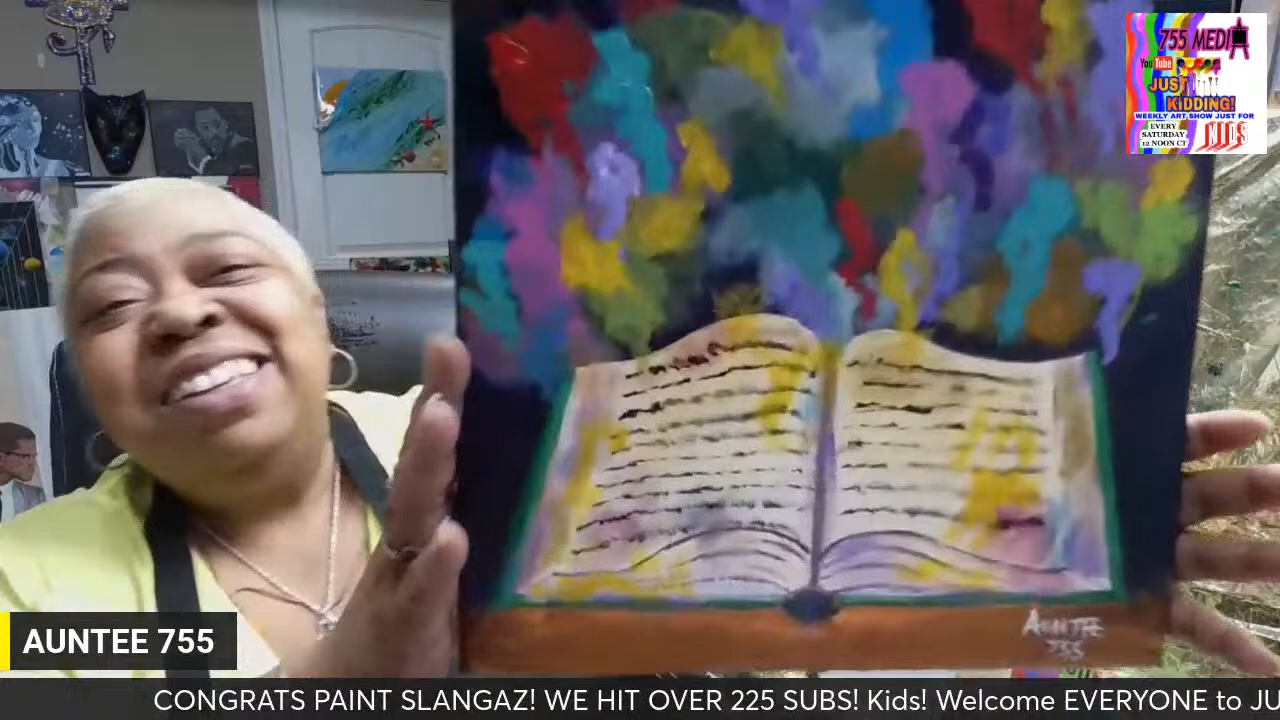 755 MEDIA
YouTube
JUST
KIDDING!
WEEKLY ART SHOW JUST FOR
EVERY
SATURDAY
12 NOON CT
KIDS
AUNTEE
755
AUNTEE 755
CONGRATS PAINT SLANGAZ! WE HIT OVER 225 SUBS! Kids! Welcome EVERYONE to JU